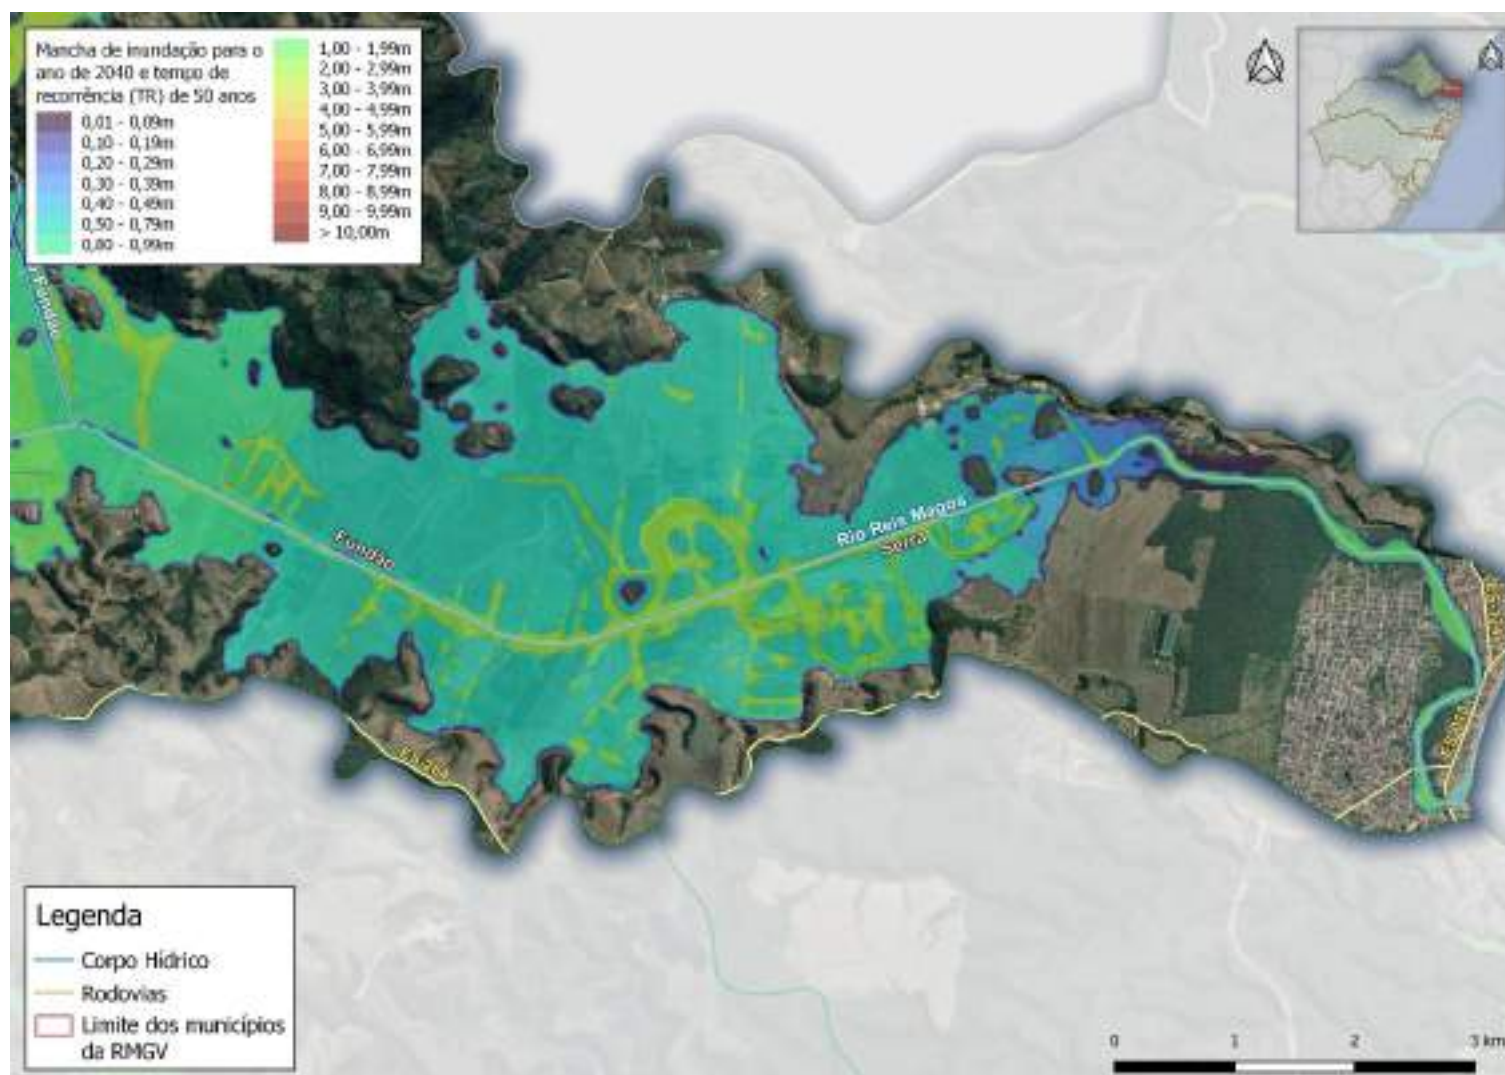 Mancha de inundação para o
ano de 2040 e tempo de
recorrência (TR) de 50 anos
0,01 - 0,09m
0,10 - 0,19m
0,20 - 0,29m
0,30 - 0,39m
0,40 - 0,49m
0,50 - 0,79m
0,80 - 0,99m
1,00 - 1,99m
2,00 - 2,99m
3,00 - 3,99m
4,00 - 4,99m
5,00 - 5,99m
6,00 - 6,99m
7,00 - 7,99m
8,00 - 8,99m
9,00 - 9,99m
> 10,00m
Fundão
Fundão
Rio Reis Magos
Serra
Legenda
Corpo Hídrico
Rodovias
Limite dos municípios
da RMGV
0 1 2 3 km